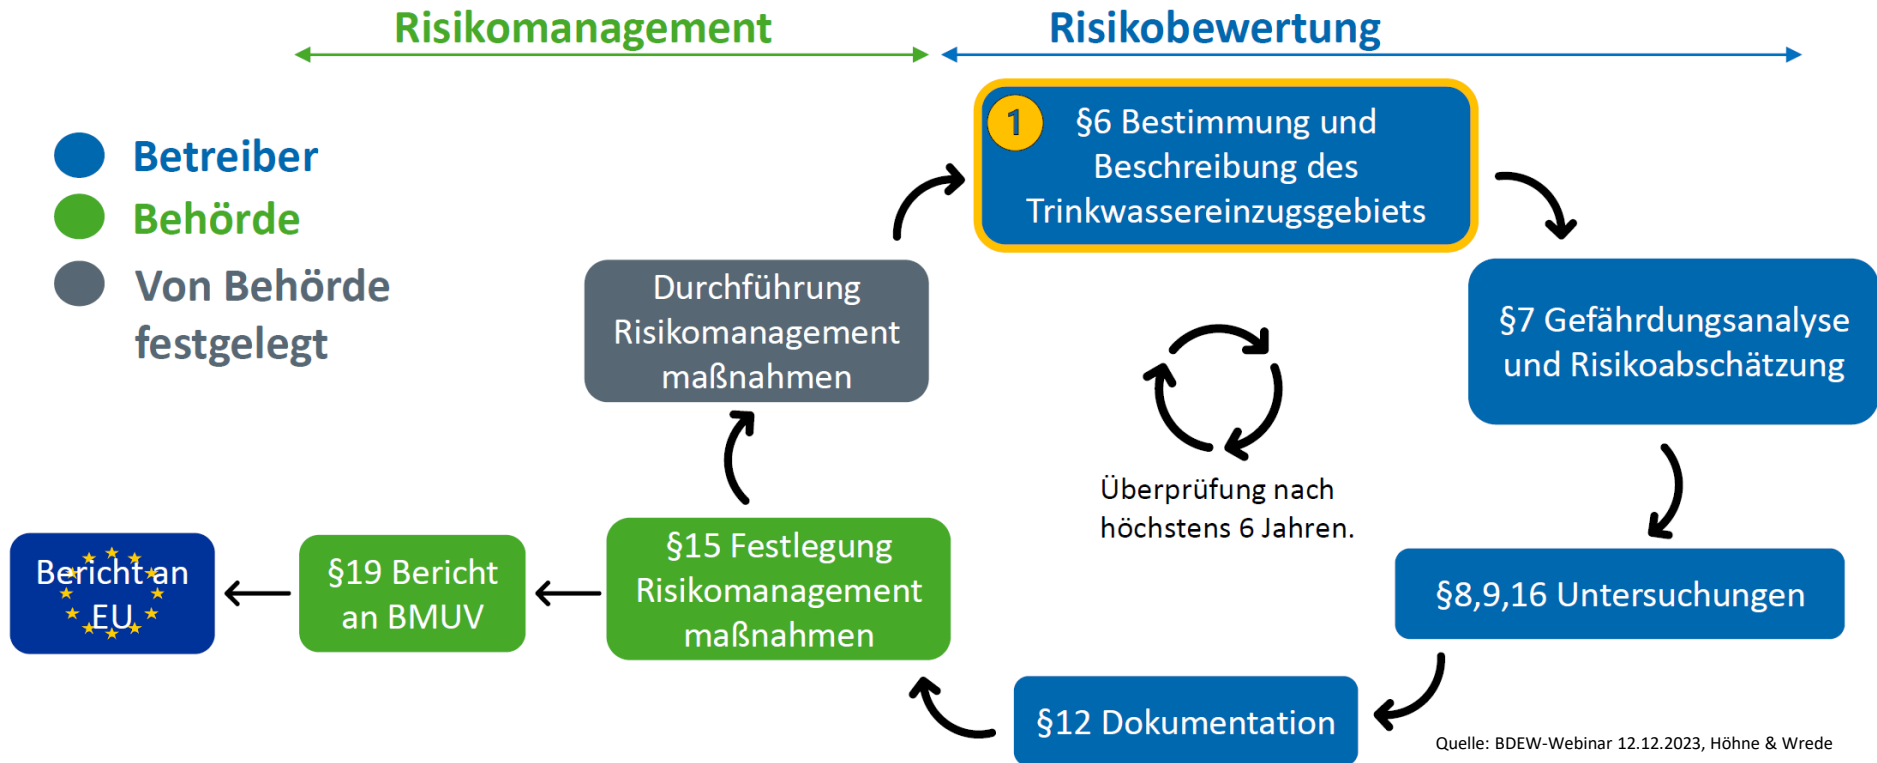 Risikomanagement
Risikobewertung
Betreiber
Behörde
Von Behörde
festgelegt
1
§6 Bestimmung und
Beschreibung des
Trinkwassereinzugsgebiets
§7 Gefährdungsanalyse
und Risikoabschätzung
§8,9,16 Untersuchungen
§12 Dokumentation
§15 Festlegung
Risikomanagement
maßnahmen
Durchführung
Risikomanagement
maßnahmen
§19 Bericht
an BMUV
Bericht an
EU
Überprüfung nach
höchstens 6 Jahren.
Quelle: BDEW-Webinar 12.12.2023, Höhne & Wrede